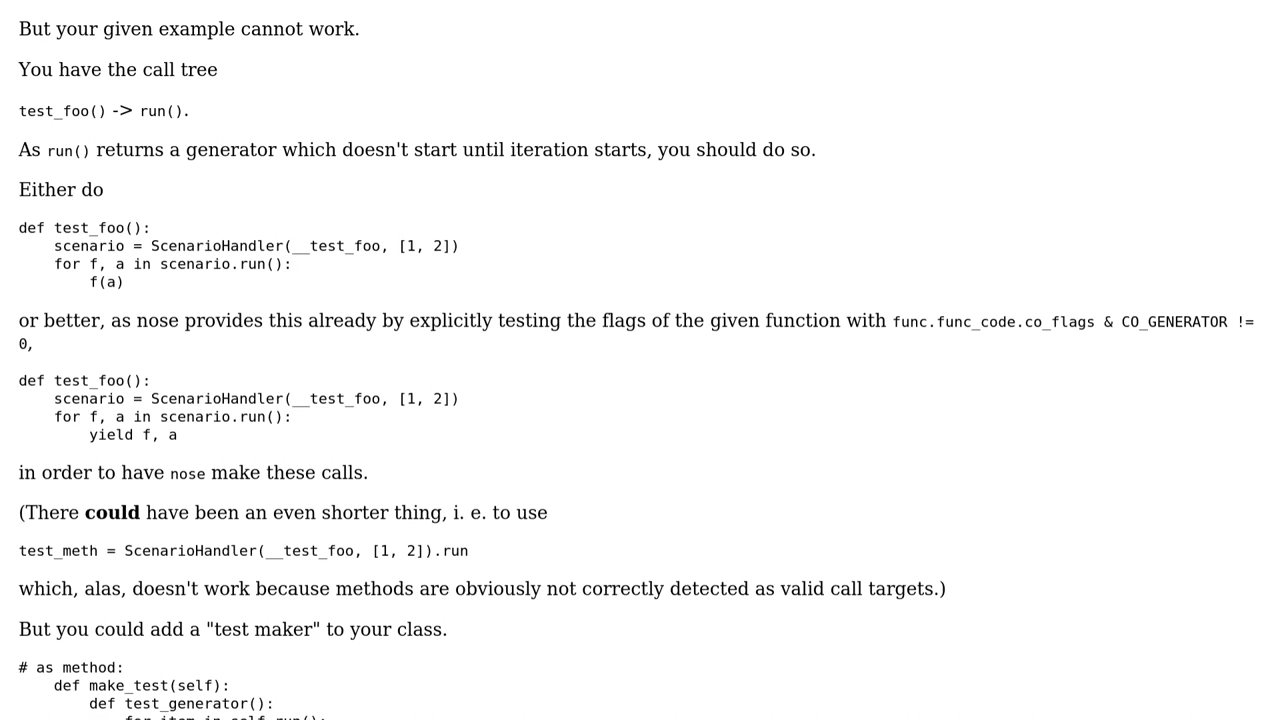 But your given example cannot work.
You have the call tree
test_foo() -> run().
As run() returns a generator which doesn't start until iteration starts, you should do so.
Either do
def test_foo():
    scenario = ScenarioHandler(__test_foo, [1, 2])
    for f, a in scenario.run():
        f(a)
or better, as nose provides this already by explicitly testing the flags of the given function with func.func_code.co_flags & CO_GENERATOR !=
0,
def test_foo():
    scenario = ScenarioHandler(__test_foo, [1, 2])
    for f, a in scenario.run():
        yield f, a
in order to have nose make these calls.
(There could have been an even shorter thing, i. e. to use
test_meth = ScenarioHandler(__test_foo, [1, 2]).run
which, alas, doesn't work because methods are obviously not correctly detected as valid call targets.)
But you could add a "test maker" to your class.
# as method:
    def make_test(self):
        def test_generator():
            for item in self.run():